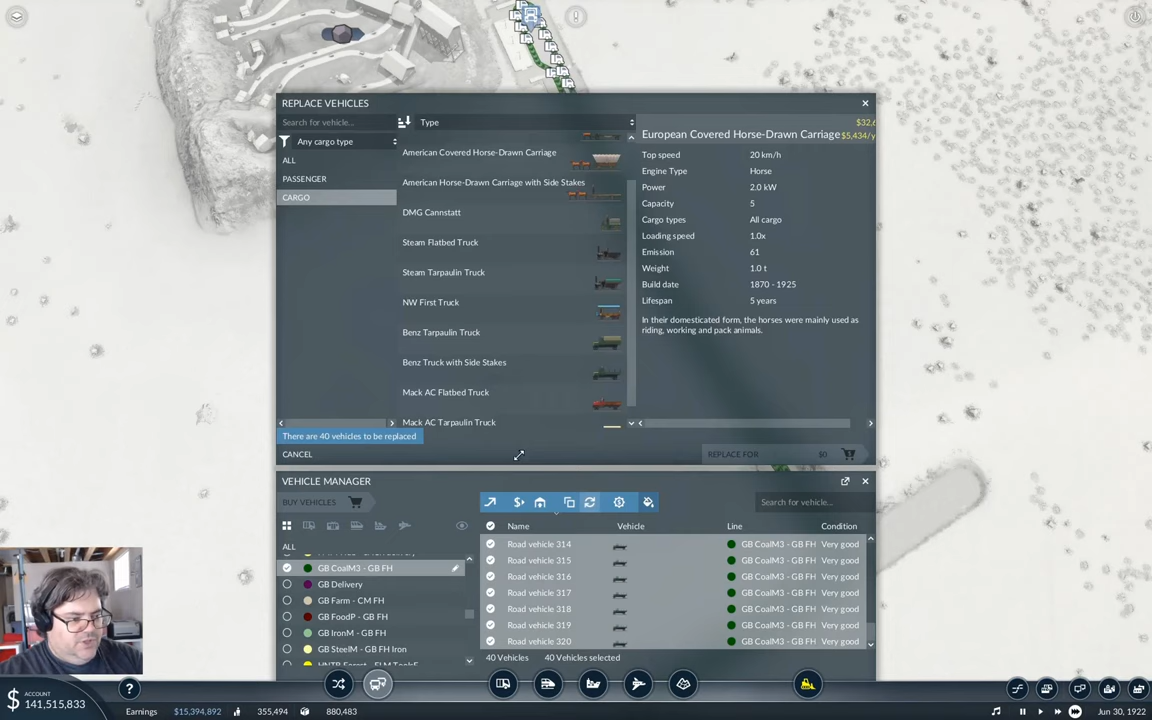 REPLACE VEHICLES
Search for vehicle...
Type
Any cargo type
ALL
PASSENGER
CARGO
American Covered Horse-Drawn Carriage
American Horse-Drawn Carriage with Side Stakes
DMG Cannstatt
Steam Flatbed Truck
Steam Tarpaulin Truck
NW First Truck
Benz Tarpaulin Truck
Benz Truck with Side Stakes
Mack AC Flatbed Truck
Mack AC Tarpaulin Truck
European Covered Horse-Drawn Carriage
$5,434/y
Top speed 20 km/h
Engine Type Horse
Power 2.0 kW
Capacity 5
Cargo types All cargo
Loading speed 1.0x
Emission 61
Weight 1.0 t
Build date 1870 - 1925
Lifespan 5 years
In their domesticated form, the horses were mainly used as
riding, working and pack animals.
There are 40 vehicles to be replaced
CANCEL
REPLACE FOR $0
VEHICLE MANAGER
BUY VEHICLES
Search for vehicle...
Name Vehicle Line Condition
ALL
GB CoalM3 - GB FH
GB Delivery
GB Farm - CM FH
GB FoodP - GB FH
GB IronM - GB FH
GB SteelM - GB FH Iron
Road vehicle 314 GB CoalM3 - GB FH Very good
Road vehicle 315 GB CoalM3 - GB FH Very good
Road vehicle 316 GB CoalM3 - GB FH Very good
Road vehicle 317 GB CoalM3 - GB FH Very good
Road vehicle 318 GB CoalM3 - GB FH Very good
Road vehicle 319 GB CoalM3 - GB FH Very good
Road vehicle 320 GB CoalM3 - GB FH Very good
40 Vehicles 40 Vehicles selected
$ ACCOUNT
141,515,833
?
Earnings $15,394,892 355,494 880,483
Jun 30, 1922